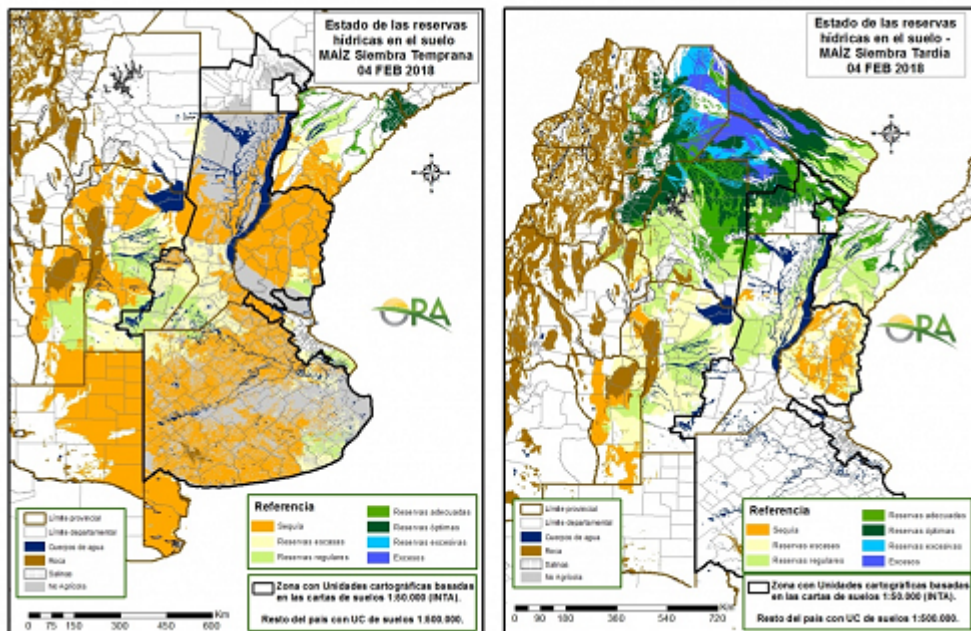 Estado de las reservas
hídricas en el suelo
MAÍZ Siembra Temprana
04 FEB 2018
ORA
Límite provincial
Límite departamental
Cuerpos de agua
Roca
Salinas
No Agrícola
Referencia
Sequía
Reservas escasas
Reservas regulares
Reservas adecuadas
Reservas óptimas
Reservas excesivas
Excesos
Zona con Unidades cartográficas basadas
en las cartas de suelos 1:50.000 (INTA).
Resto del país con UC de suelos 1:500.000.
Km
0 75 150 300 450 600
Estado de las reservas
hídricas en el suelo -
MAÍZ Siembra Tardía
04 FEB 2018
ORA
Límite provincial
Límite departamental
Cuerpos de agua
Roca
Salinas
No Agrícola
Referencia
Sequía
Reservas escasas
Reservas regulares
Reservas adecuadas
Reservas óptimas
Reservas excesivas
Excesos
Zona con Unidades cartográficas basadas
en las cartas de suelos 1:50.000 (INTA).
Resto del país con UC de suelos 1:500.000.
Km
0 90 180 360 540 720